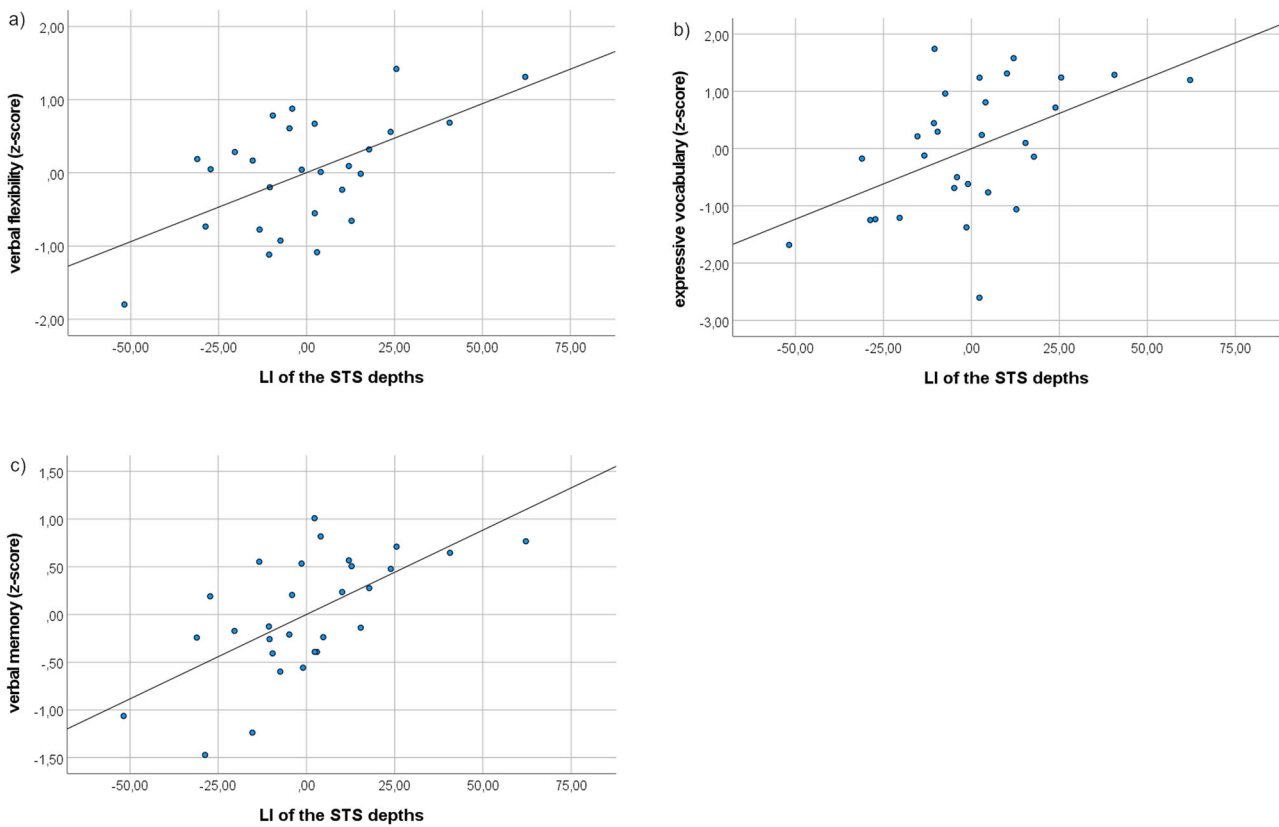 a)
verbal flexibility (z-score)
2,00
1,00
,00
-1,00
-2,00
-50,00 -25,00 ,00 25,00 50,00 75,00
LI of the STS depths
b)
expressive vocabulary (z-score)
2,00
1,00
,00
-1,00
-2,00
-3,00
-50,00 -25,00 ,00 25,00 50,00 75,00
LI of the STS depths
c)
verbal memory (z-score)
1,50
1,00
,50
,00
-,50
-1,00
-1,50
-50,00 -25,00 ,00 25,00 50,00 75,00
LI of the STS depths